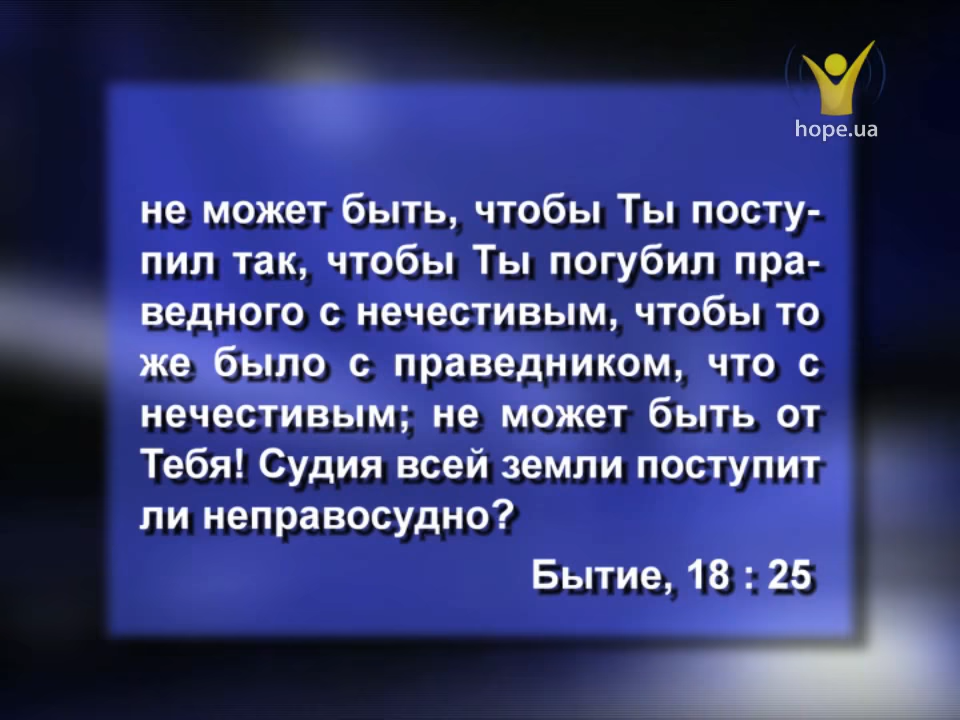 hope.ua
не может быть, чтобы Ты посту-
пил так, чтобы Ты погубил пра-
ведного с нечестивым, чтобы то
же было с праведником, что с
нечестивым; не может быть от
Тебя! Судия всей земли поступит
ли неправосудно?
Бытие, 18 : 25